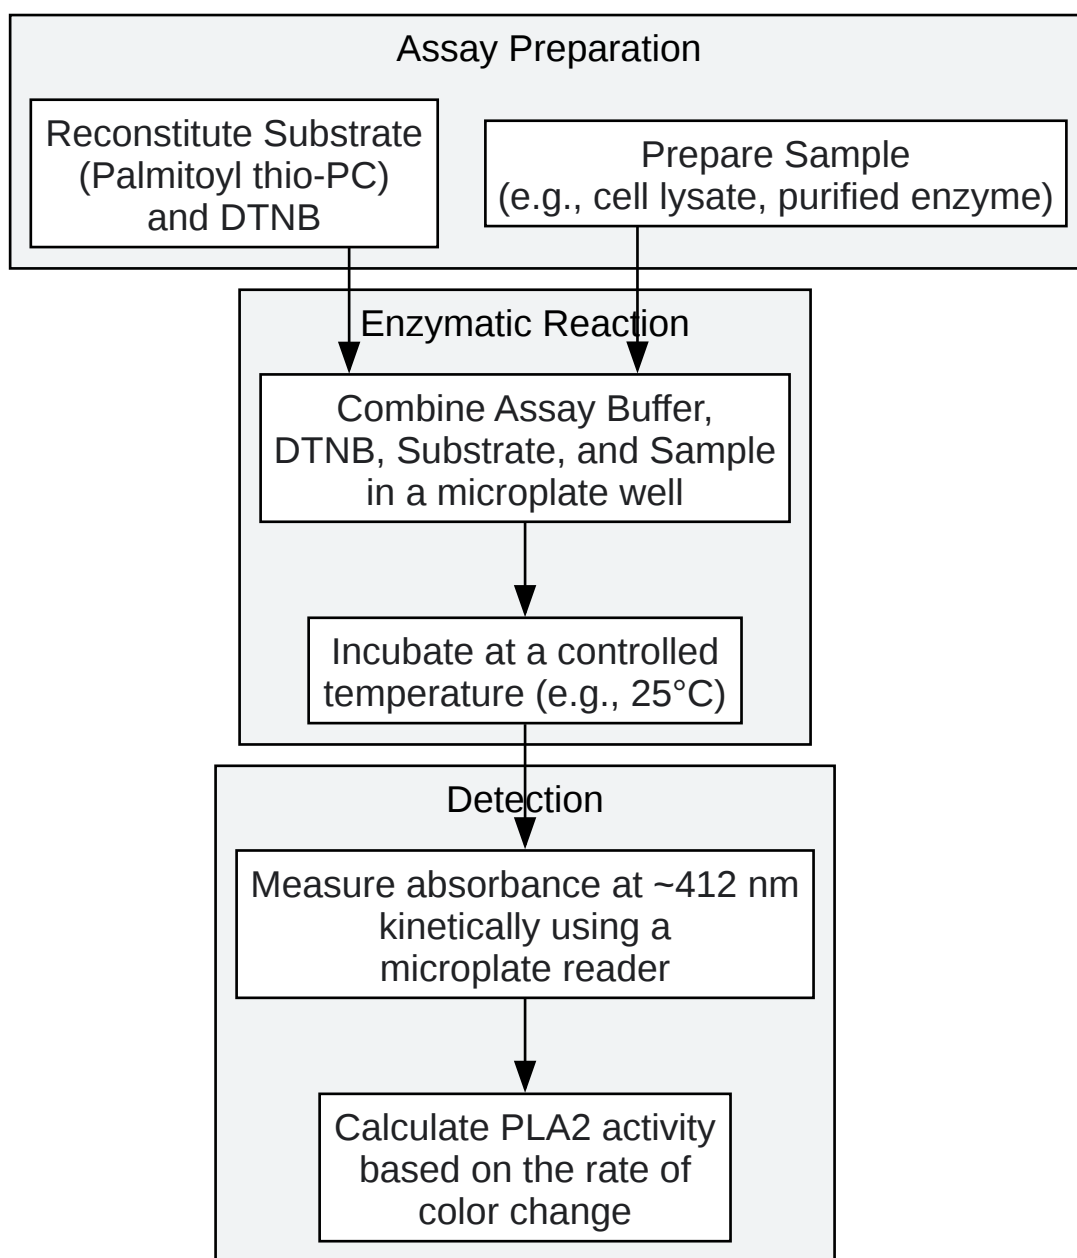 Assay Preparation
Reconstitute Substrate
(Palmitoyl thio-PC)
and DTNB
Prepare Sample
(e.g., cell lysate, purified enzyme)
Enzymatic Reaction
Combine Assay Buffer,
DTNB, Substrate, and Sample
in a microplate well
Incubate at a controlled
temperature (e.g., 25°C)
Detection
Measure absorbance at ~412 nm
kinetically using a
microplate reader
Calculate PLA2 activity
based on the rate of
color change